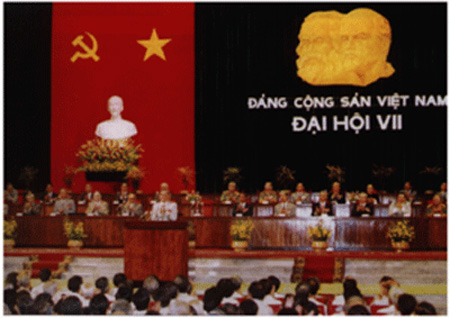 ĐẢNG CỘNG SẢN VIỆT NAM
ĐẠI HỘI VII